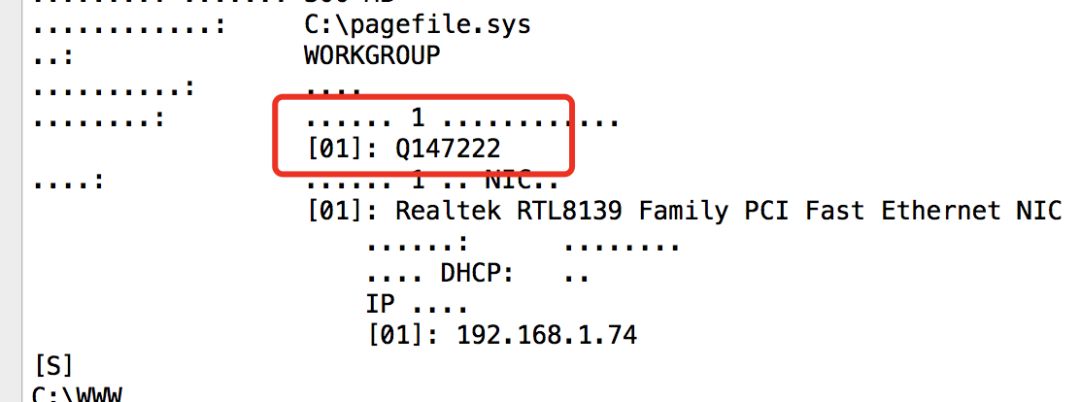 ............:    C:\pagefile.sys
..:    WORKGROUP
..........:    ....
........:    ...... 1 ............
[01]: Q147222
....:    ...... 1 .. NIC..
[01]: Realtek RTL8139 Family PCI Fast Ethernet NIC
......:    ........
.... DHCP:    ..
IP ....
[01]: 192.168.1.74
[S]
C:\WWW